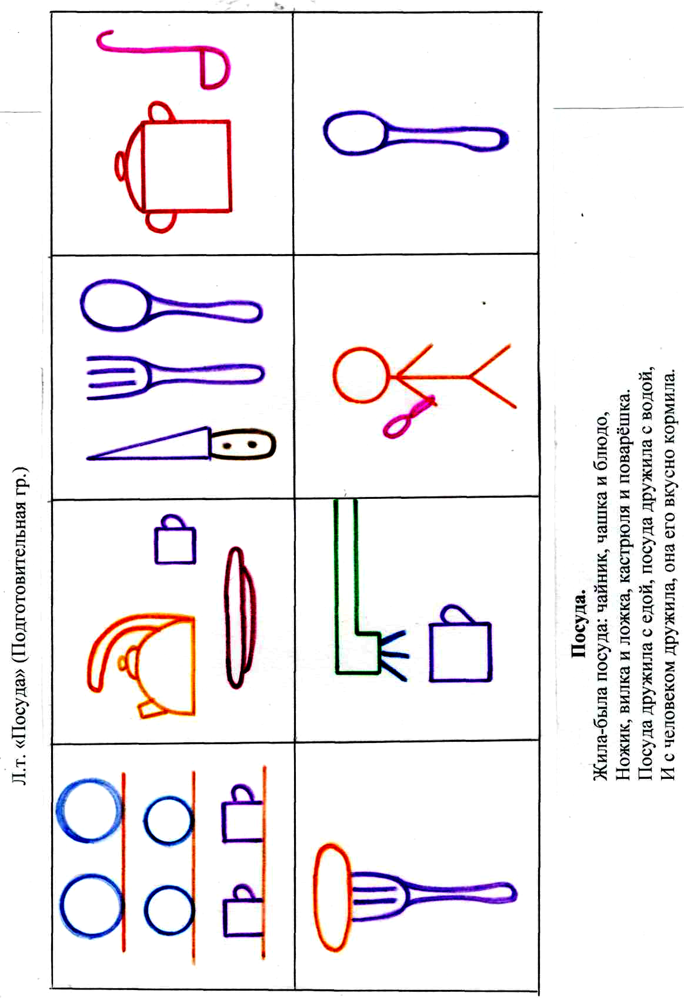 Л.т. «Посуда» (Подготовительная гр.)
Посуда.
Жила-была посуда: чайник, чашка и блюдо,
Ножик, вилка и ложка, кастрюля и поварёшка.
Посуда дружила с едой, посуда дружила с водой,
И с человеком дружила, она его вкусно кормила.